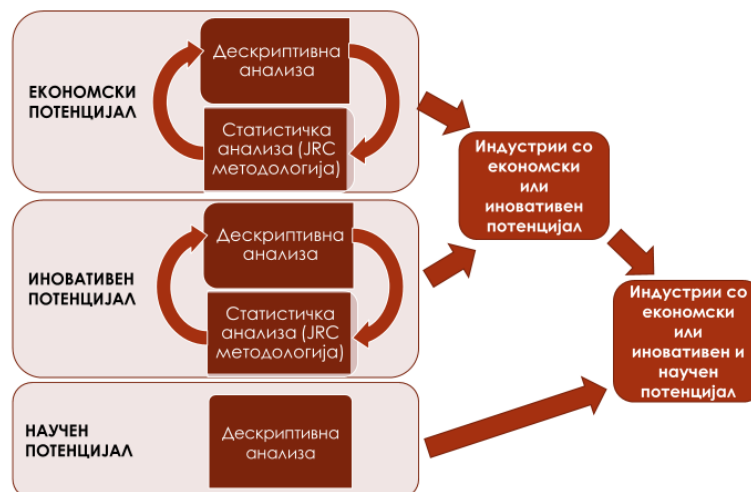 ЕКОНОМСКИ
ПОТЕНЦИЈАЛ
Дескриптивна
анализа
Статистичка
анализа (JRC
методологија)
ИНОВАТИВЕН
ПОТЕНЦИЈАЛ
Дескриптивна
анализа
Статистичка
анализа (JRC
методологија)
НАУЧЕН
ПОТЕНЦИЈАЛ
Дескриптивна
анализа
Индустрии со
економски
или
иновативен
потенцијал
Индустрии со
економски
или
иновативен и
научен
потенцијал